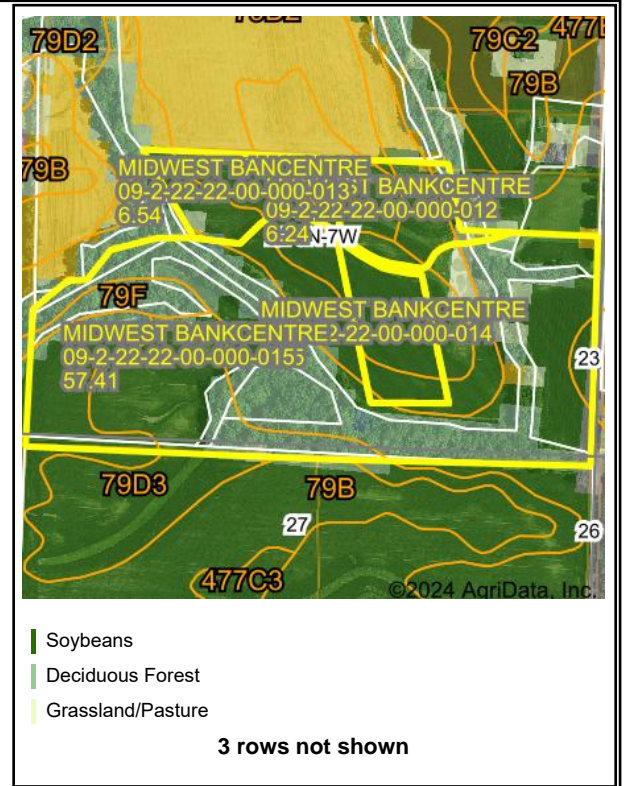 79D2
79C2
79B
79B
MIDWEST BANCENTRE
09-2-22-22-00-000-013
6.54
T BANKCENTRE
09-2-22-22-00-000-012
6.24
N-7W
79F
MIDWEST BANKCENTRE
2-22-00-000-014
MIDWEST BANKCENTRE
09-2-22-22-00-000-015
57.41
23
79D3
79B
27
26
477C3
©2024 AgriData, Inc.
Soybeans
Deciduous Forest
Grassland/Pasture
3 rows not shown